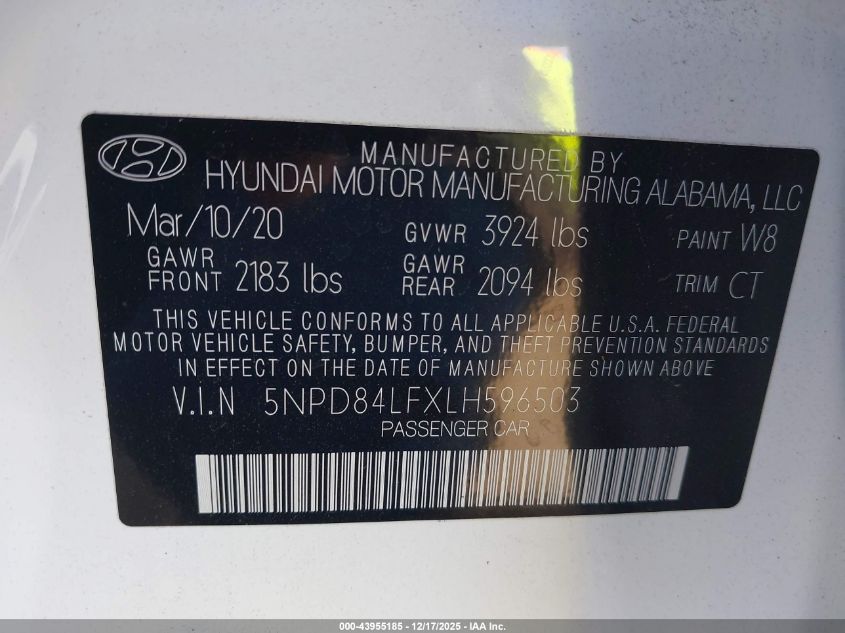 MANUFACTURED BY
HYUNDAI MOTOR MANUFACTURING ALABAMA, LLC
Mar/10/20 GVWR 3924 lbs PAINT W8
GAWR FRONT 2183 lbs GAWR REAR 2094 lbs TRIM CT
THIS VEHICLE CONFORMS TO ALL APPLICABLE U.S.A. FEDERAL
MOTOR VEHICLE SAFETY, BUMPER, AND THEFT PREVENTION STANDARDS
IN EFFECT ON THE DATE OF MANUFACTURE SHOWN ABOVE
V.I.N 5NPD84LFXLH596503
PASSENGER CAR
000-43955185 - 12/17/2025 - IAA Inc.